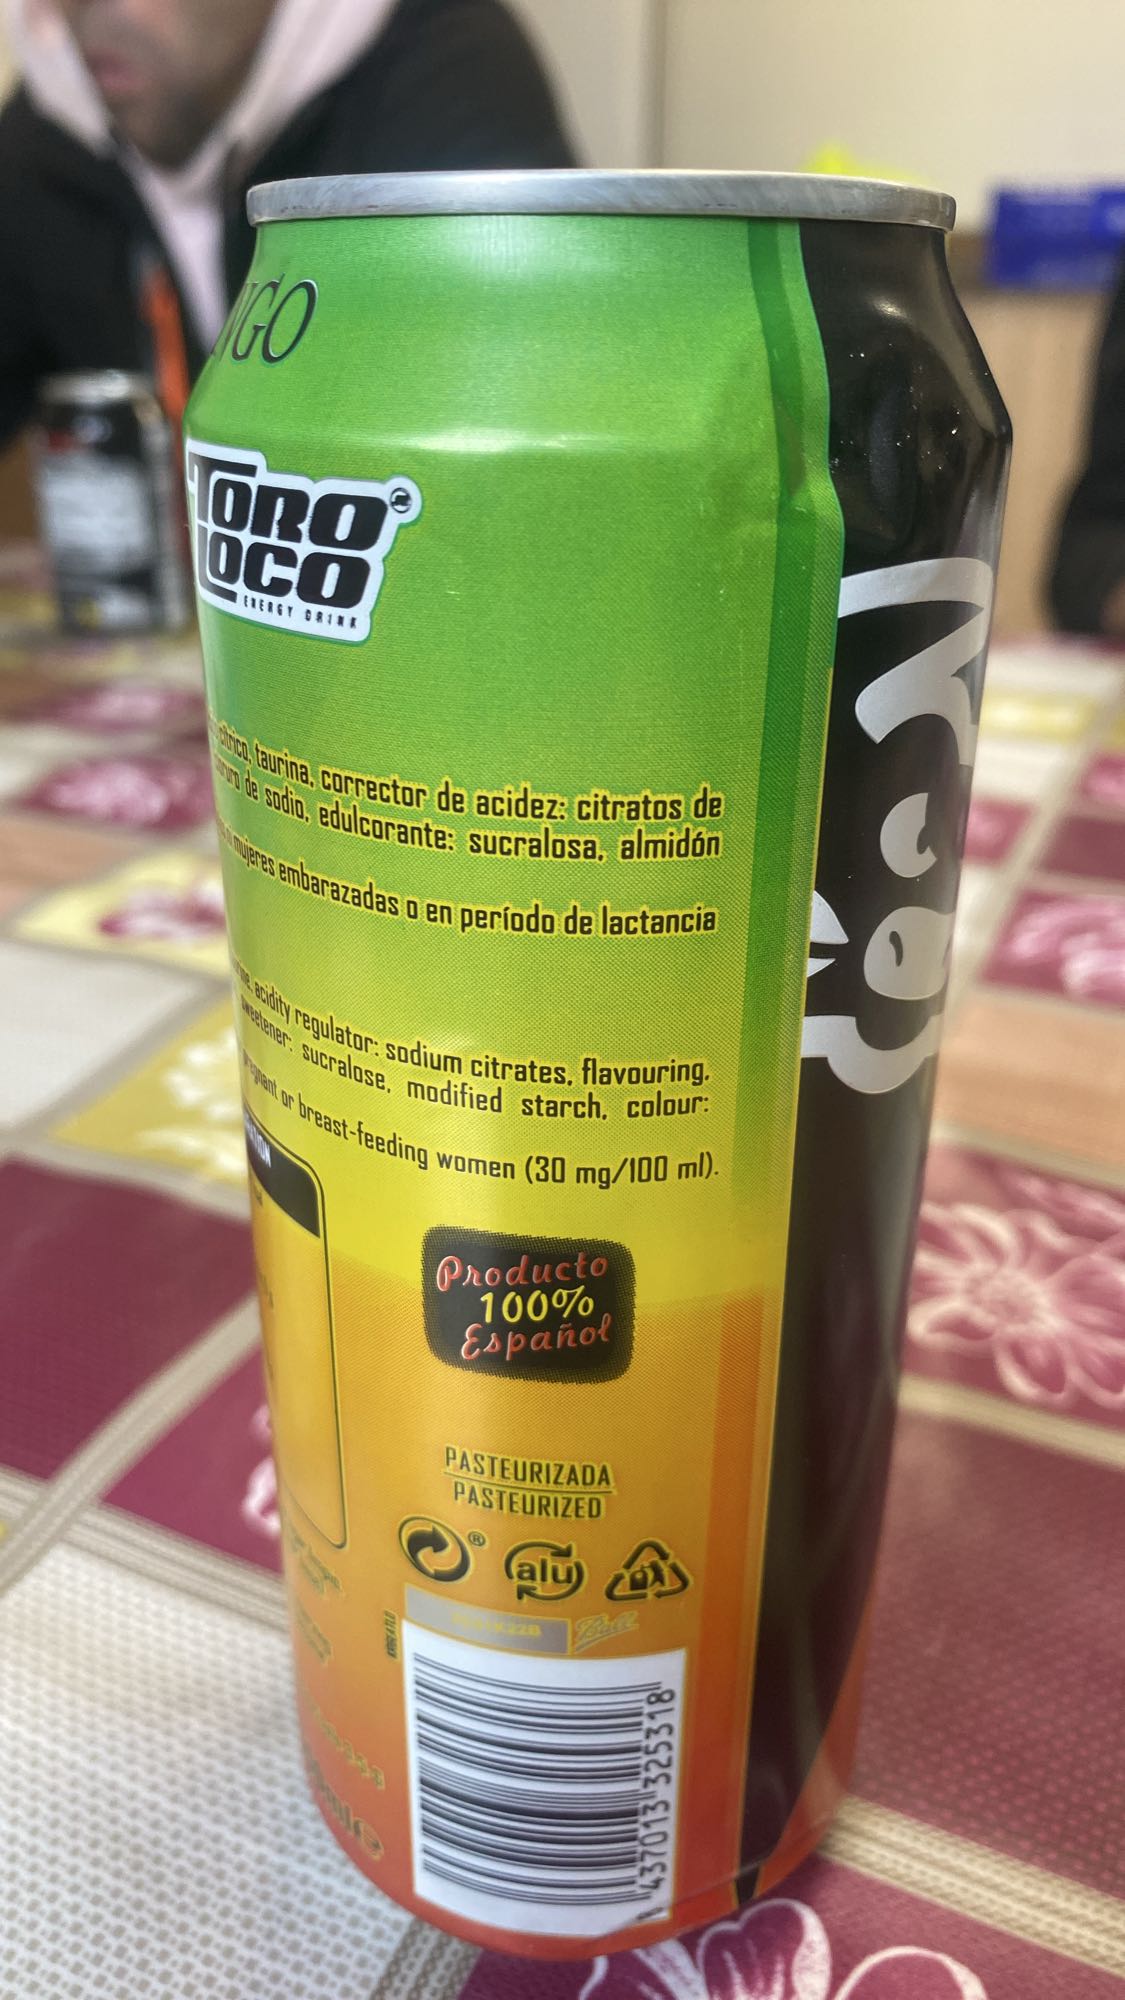 NGO
TORO
LOCO
ENERGY DRINK
cítrico, taurina, corrector de acidez: citratos de
de sodio, edulcorante: sucralosa, almidón
mujeres embarazadas o en período de lactancia
acidity regulator: sodium citrates, flavouring,
sweetener: sucralose, modified starch, colour:
or breast-feeding women (30 mg/100 ml).
Producto
100%
Español
PASTEURIZADA
PASTEURIZED
alu
Ball
8437013325318